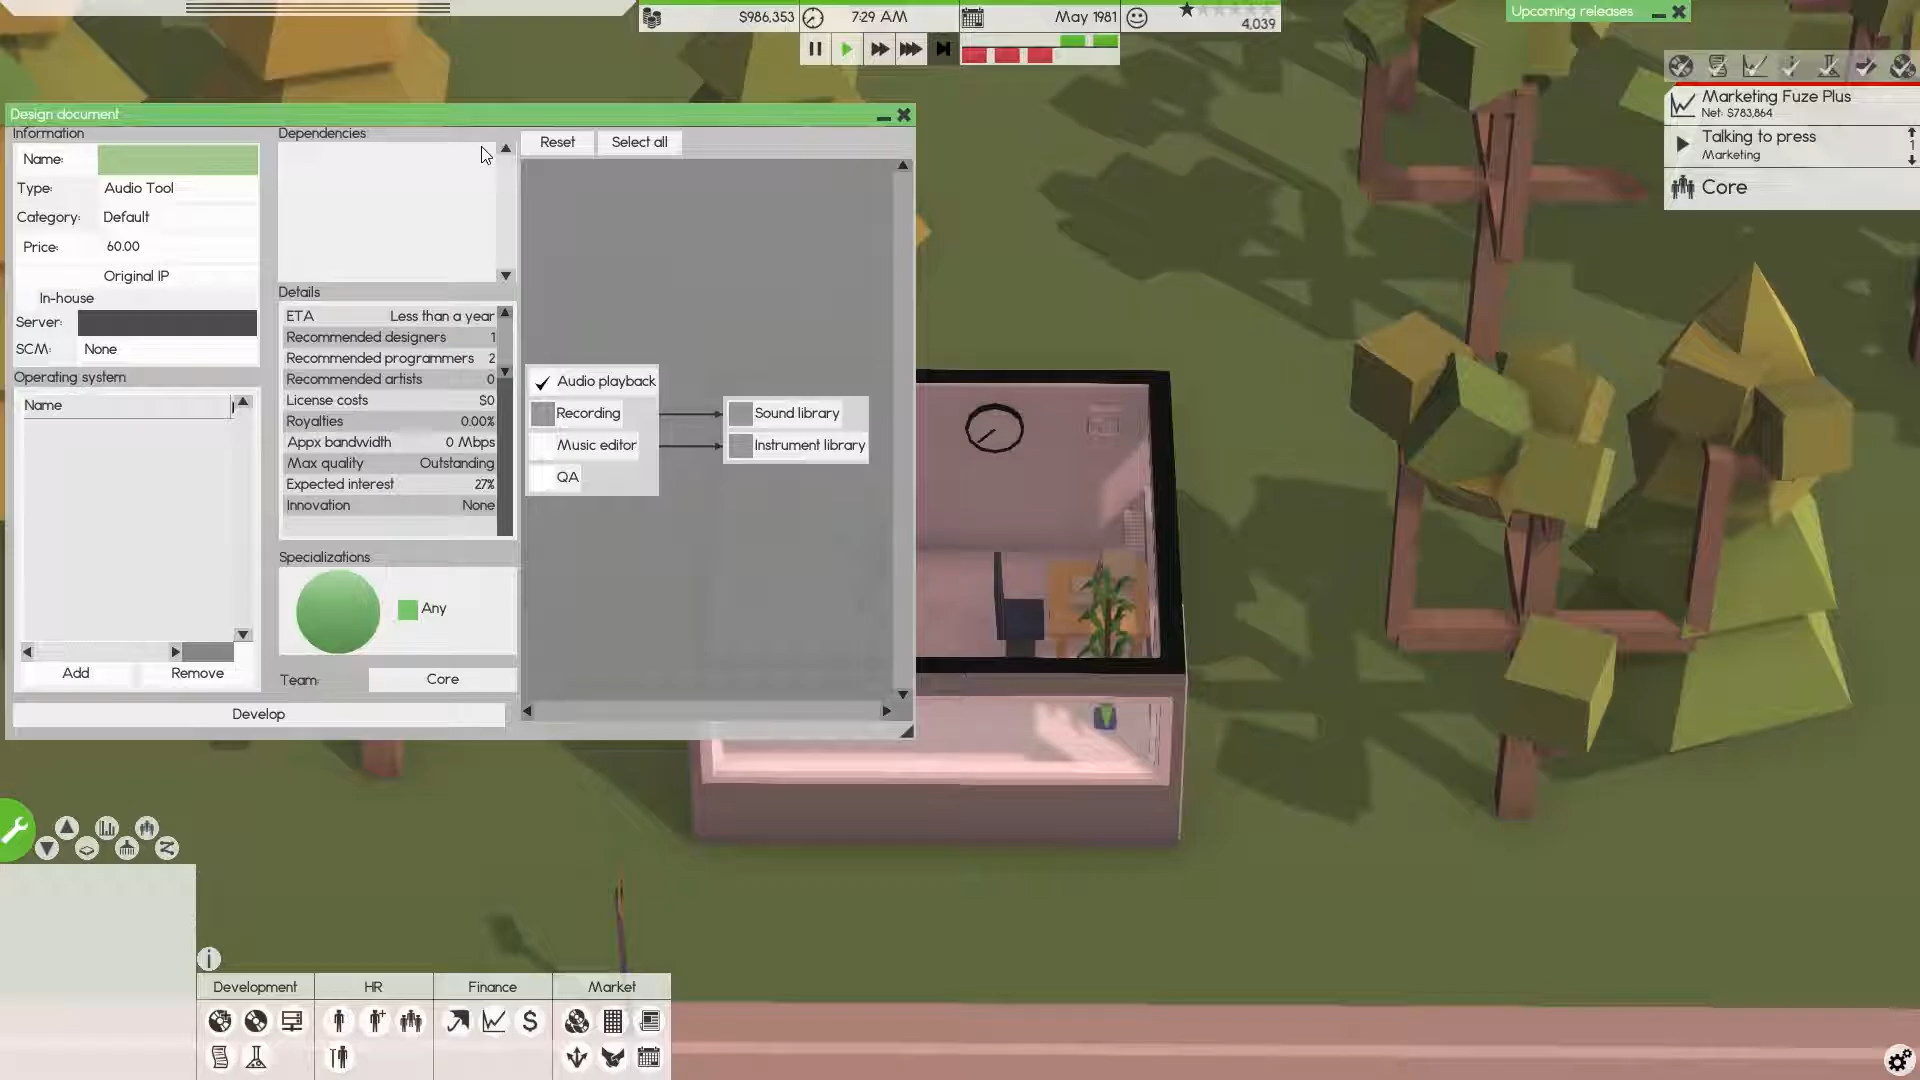 $986,353
7:29 AM
May 1981
4,039
Upcoming releases
Marketing Fuze Plus
Net: $783,864
Talking to press
Marketing
1
Core
Design document
Information
Name:
Type:
Audio Tool
Category:
Default
Price:
60.00
Original IP
In-house
Server:
SCM:
None
Operating system
Name
Add
Remove
Develop
Dependencies
Details
ETA
Less than a year
Recommended designers
1
Recommended programmers
2
Recommended artists
0
License costs
$0
Royalties
0.00%
Appx bandwidth
0 Mbps
Max quality
Outstanding
Expected interest
27%
Innovation
None
Specializations
Any
Team:
Core
Reset
Select all
Audio playback
Recording
Sound library
Music editor
Instrument library
QA
Development
HR
Finance
Market